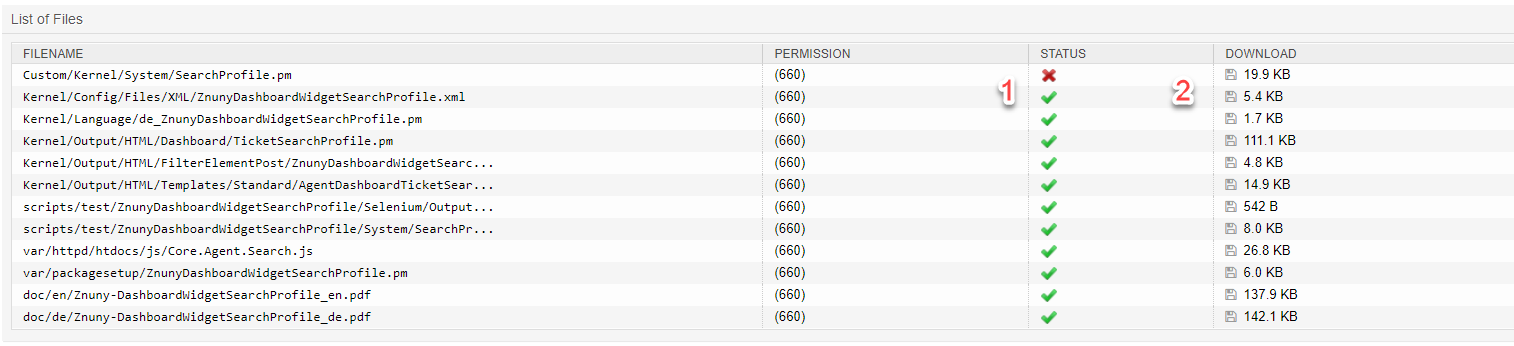 List of Files
FILENAME PERMISSION STATUS DOWNLOAD
Custom/Kernel/System/SearchProfile.pm (660) 19.9 KB
1 2
Kernel/Config/Files/XML/ZnunyDashboardWidgetSearchProfile.xml (660) 5.4 KB
Kernel/Language/de_ZnunyDashboardWidgetSearchProfile.pm (660) 1.7 KB
Kernel/Output/HTML/Dashboard/TicketSearchProfile.pm (660) 111.1 KB
Kernel/Output/HTML/FilterElementPost/ZnunyDashboardWidgetSearc... (660) 4.8 KB
Kernel/Output/HTML/Templates/Standard/AgentDashboardTicketSear... (660) 14.9 KB
scripts/test/ZnunyDashboardWidgetSearchProfile/Selenium/Output... (660) 542 B
scripts/test/ZnunyDashboardWidgetSearchProfile/System/SearchPr... (660) 8.0 KB
var/httpd/htdocs/js/Core.Agent.Search.js (660) 26.8 KB
var/packagesetup/ZnunyDashboardWidgetSearchProfile.pm (660) 6.0 KB
doc/en/Znuny-DashboardWidgetSearchProfile_en.pdf (660) 137.9 KB
doc/de/Znuny-DashboardWidgetSearchProfile_de.pdf (660) 142.1 KB